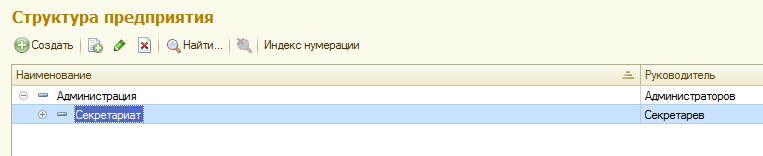 Структура предприятия
Создать Найти... Индекс нумерации
Наименование Руководитель
Администрация Администраторов
Секретариат Секретарев